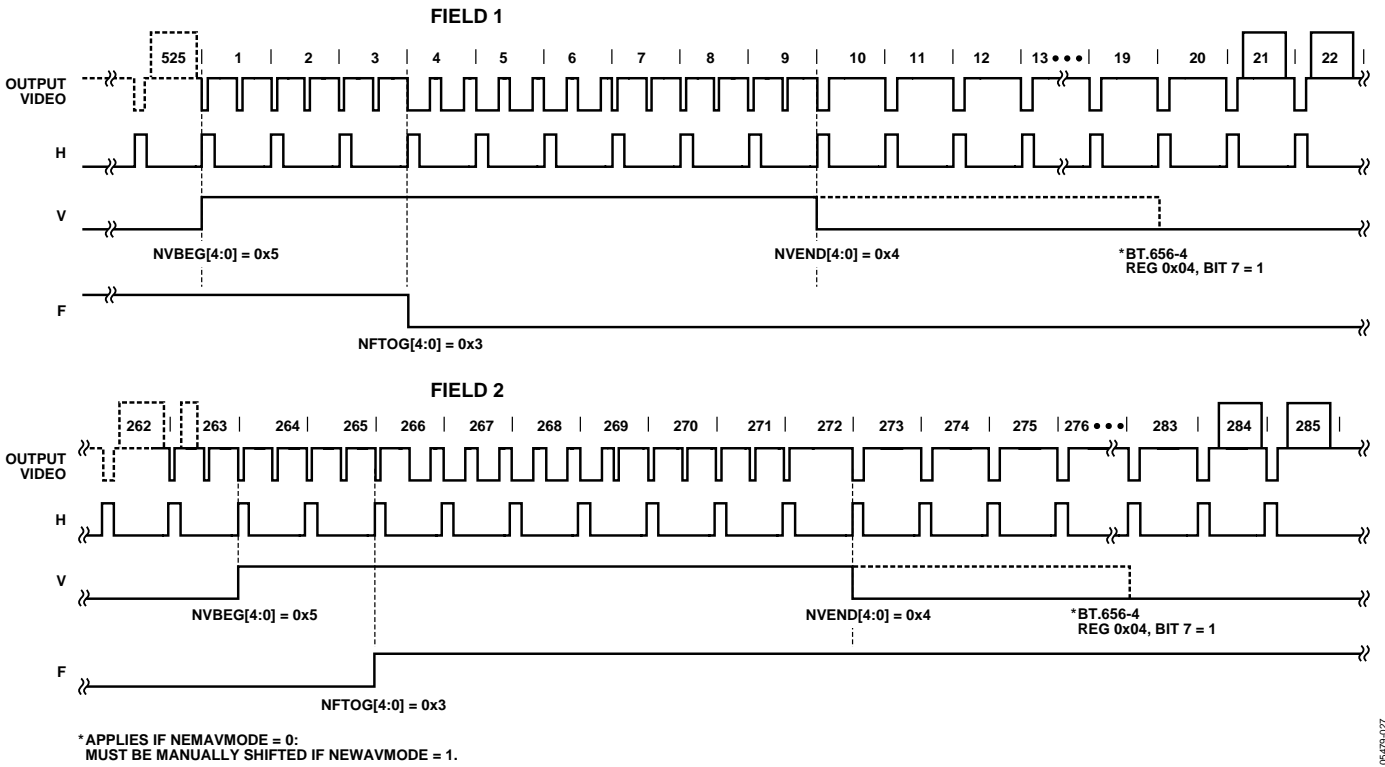 FIELD 1
525 | 1 | 2 | 3 | 4 | 5 | 6 | 7 | 8 | 9 | 10 | 11 | 12 | 13 ••• | 19 | 20 | 21 | 22 |
OUTPUT
VIDEO
H
V
NVBEG[4:0] = 0x5
NVEND[4:0] = 0x4
*BT.656-4
REG 0x04, BIT 7 = 1
F
NFTOG[4:0] = 0x3
FIELD 2
262 | 263 | 264 | 265 | 266 | 267 | 268 | 269 | 270 | 271 | 272 | 273 | 274 | 275 | 276 ••• | 283 | 284 | 285 |
OUTPUT
VIDEO
H
V
NVBEG[4:0] = 0x5
NVEND[4:0] = 0x4
*BT.656-4
REG 0x04, BIT 7 = 1
F
NFTOG[4:0] = 0x3
*APPLIES IF NEMAVMODE = 0:
MUST BE MANUALLY SHIFTED IF NEWAVMODE = 1.
05479-027